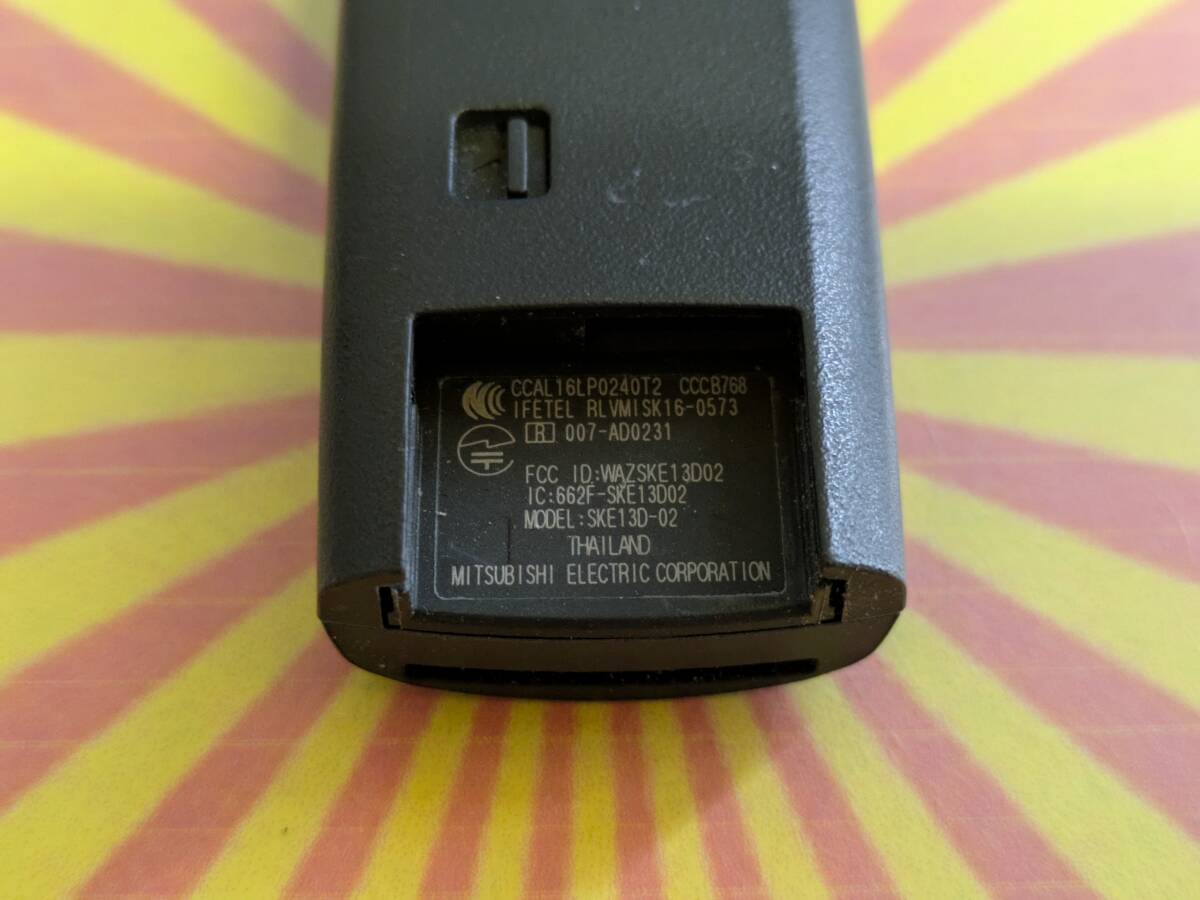 CCAL16LP0240T2 CCCB768
IFETEL RLVMISK16-0573
R 007-AD0231
FCC ID:WAZSKE13D02
IC:662F-SKE13D02
MODEL:SKE13D-02
THAILAND
MITSUBISHI ELECTRIC CORPORATION